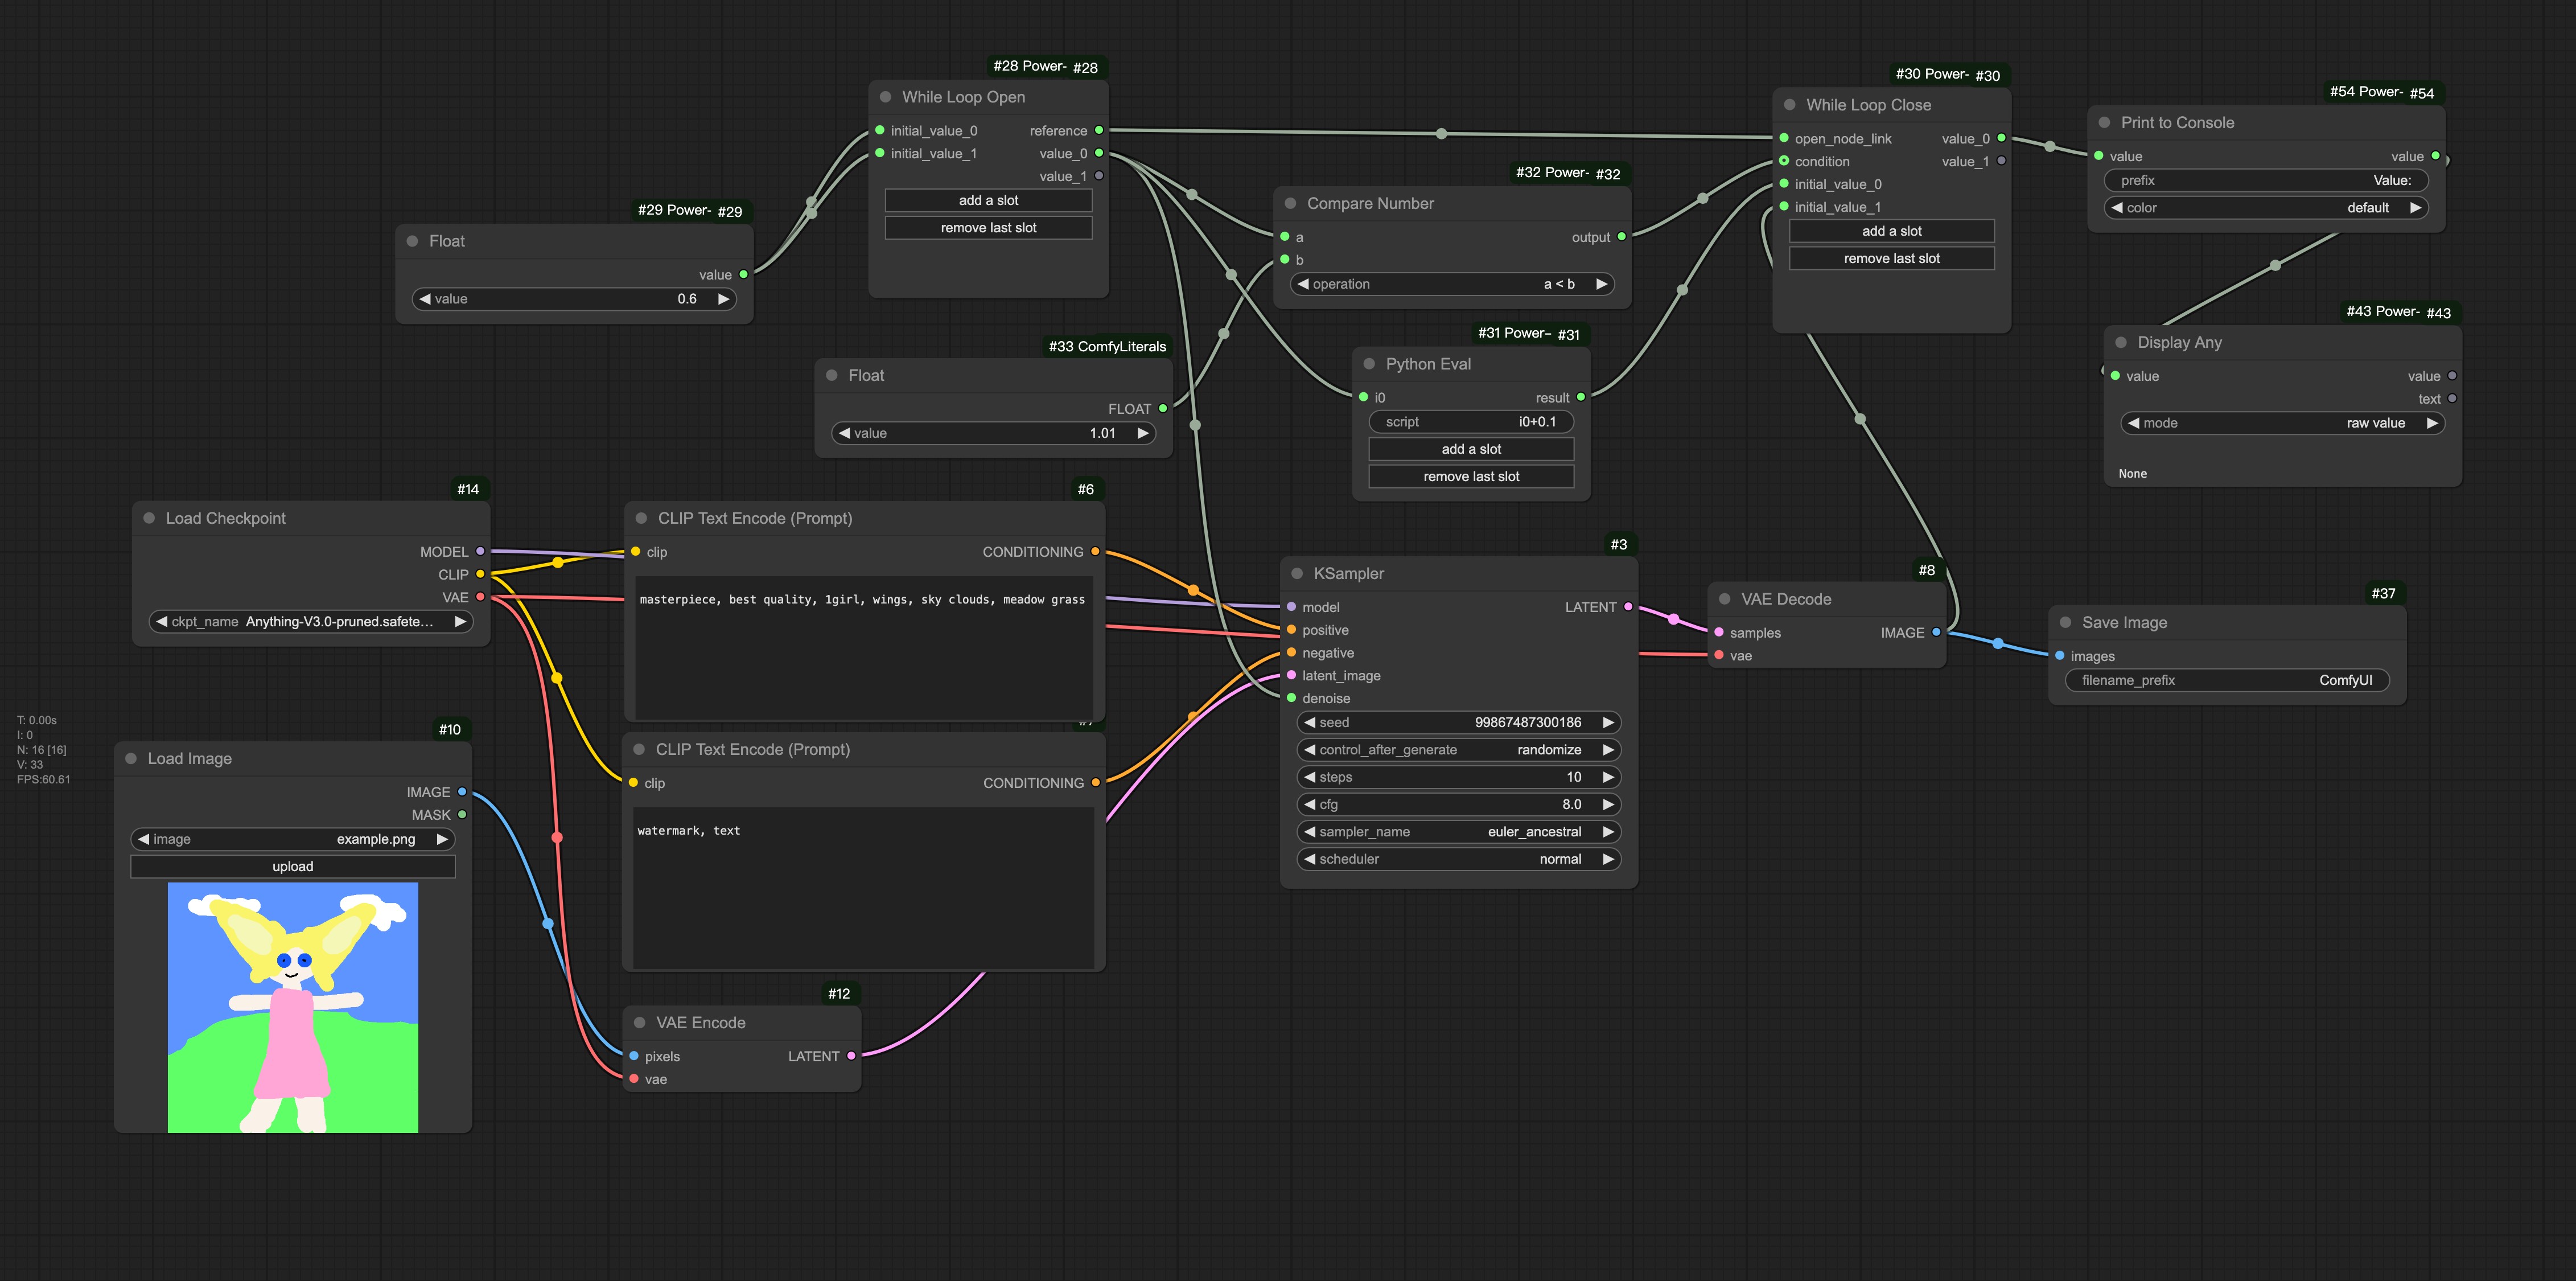 #28 Power- #28
While Loop Open
initial_value_0 reference
initial_value_1 value_0
value_1
add a slot
remove last slot
#30 Power- #30
While Loop Close
open_node_link value_0
condition value_1
initial_value_0
initial_value_1
add a slot
remove last slot
#54 Power- #54
Print to Console
value value
prefix Value:
color default
#29 Power- #29
Float
value
value 0.6
#32 Power- #32
Compare Number
a output
b
operation a < b
#33 ComfyLiterals
Float
FLOAT
value 1.01
#31 Power- #31
Python Eval
i0 result
script i0+0.1
add a slot
remove last slot
#43 Power- #43
Display Any
value value
text
mode raw value
None
#14
Load Checkpoint
MODEL
CLIP
VAE
ckpt_name Anything-V3.0-pruned.safete...
#6
CLIP Text Encode (Prompt)
clip CONDITIONING
masterpiece, best quality, 1girl, wings, sky clouds, meadow grass
#3
KSampler
model LATENT
positive
negative
latent_image
denoise
seed 99867487300186
control_after_generate randomize
steps 10
cfg 8.0
sampler_name euler_ancestral
scheduler normal
#8
VAE Decode
samples IMAGE
vae
#37
Save Image
images
filename_prefix ComfyUI
T: 0.00s
I: 0
N: 16 [16]
V: 33
FPS:60.61
#10
Load Image
IMAGE
MASK
image example.png
upload
#7
CLIP Text Encode (Prompt)
clip CONDITIONING
watermark, text
#12
VAE Encode
pixels LATENT
vae